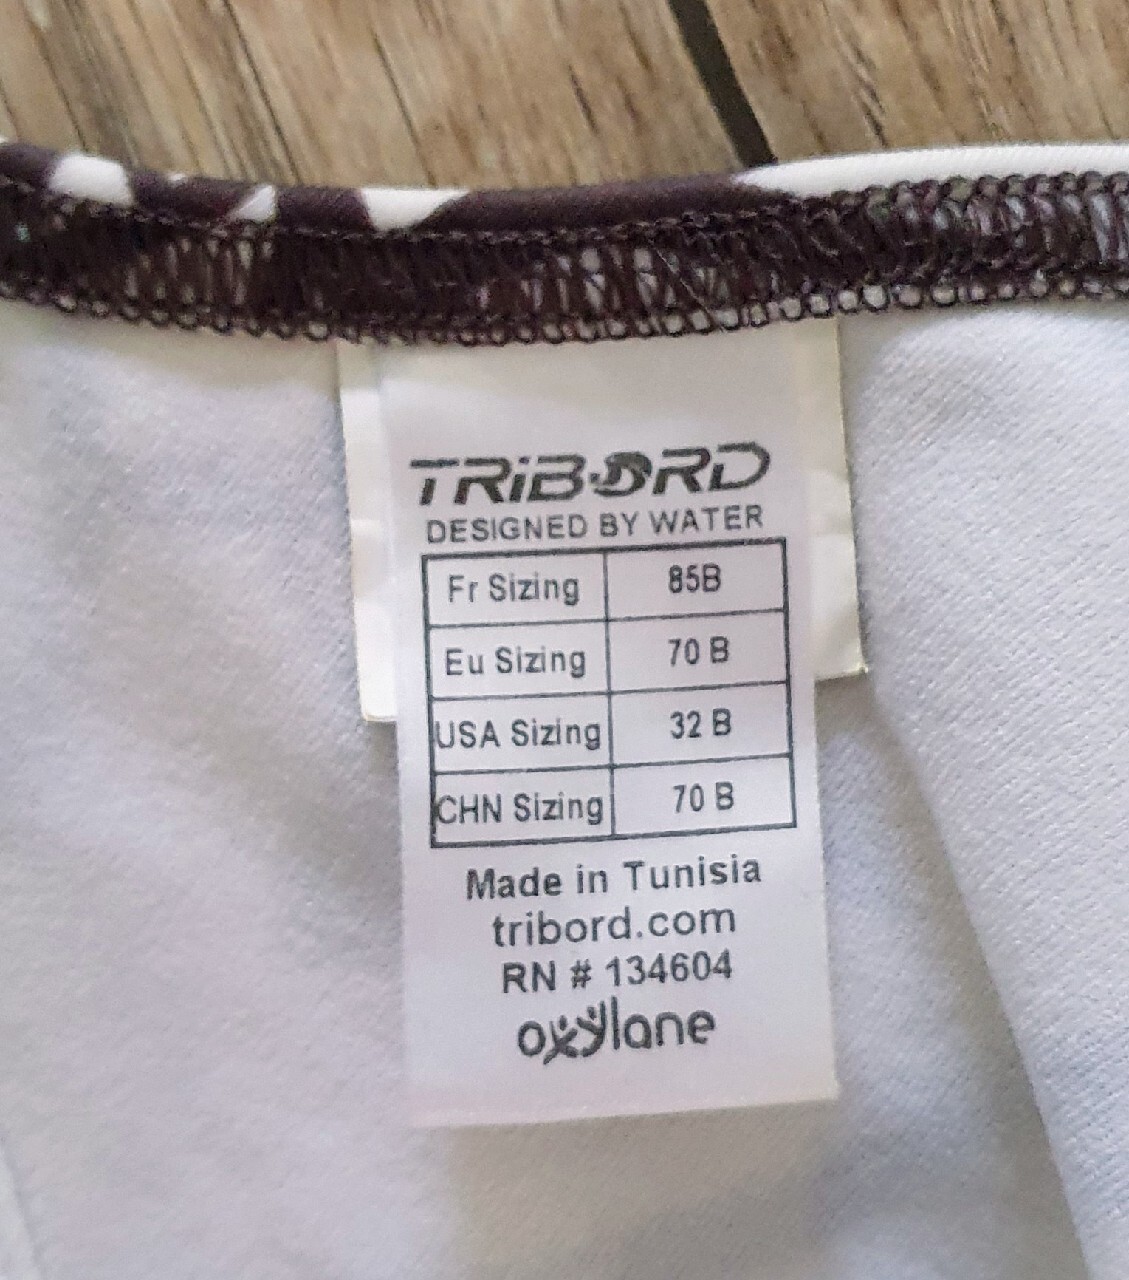 TRiBORD
DESIGNED BY WATER
Fr Sizing 85B
Eu Sizing 70 B
USA Sizing 32 B
CHN Sizing 70 B
Made in Tunisia
tribord.com
RN # 134604
oxylane